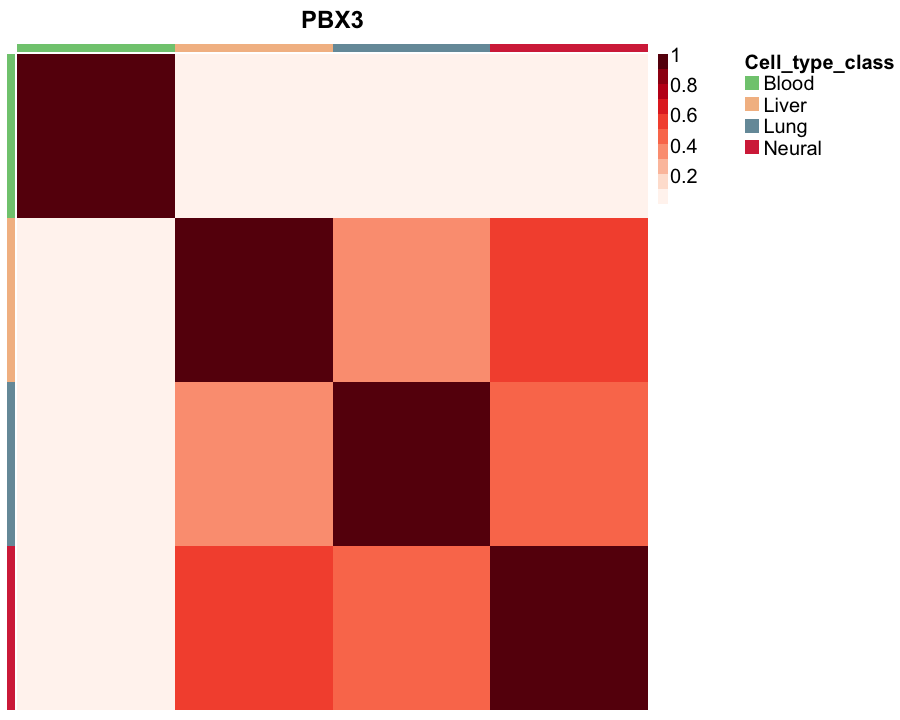 PBX3
1
0.8
0.6
0.4
0.2
Cell_type_class
Blood
Liver
Lung
Neural